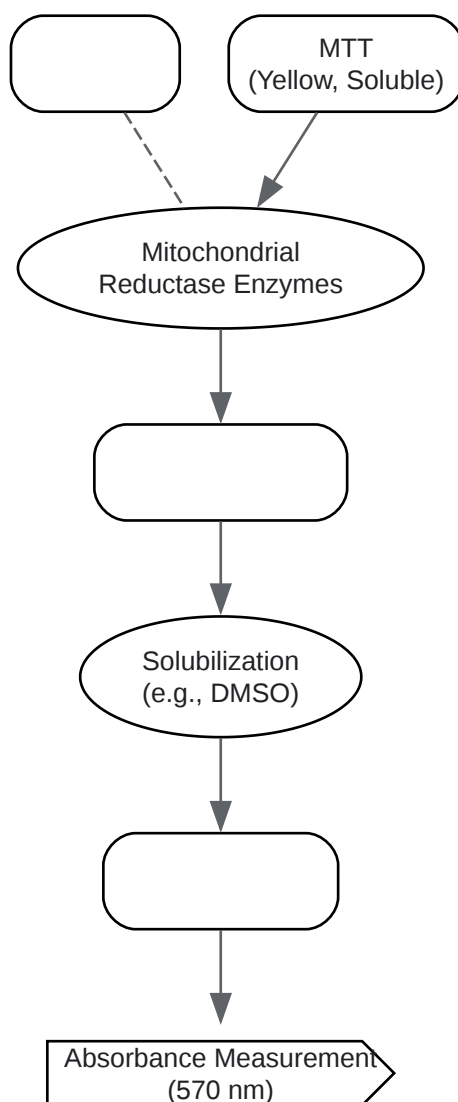 MTT
(Yellow, Soluble)
Mitochondrial
Reductase Enzymes
Solubilization
(e.g., DMSO)
Absorbance Measurement
(570 nm)